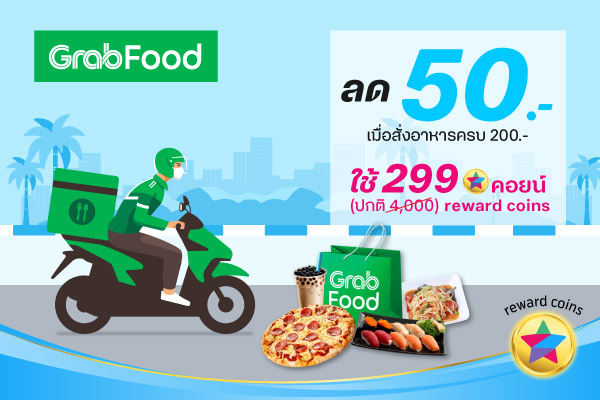 GrabFood
ลด 50.-
เมื่อสั่งอาหารครบ 200.-
ใช้ 299 คอยน์
(ปกติ 4,000) reward coins
Grab
Food
reward coins